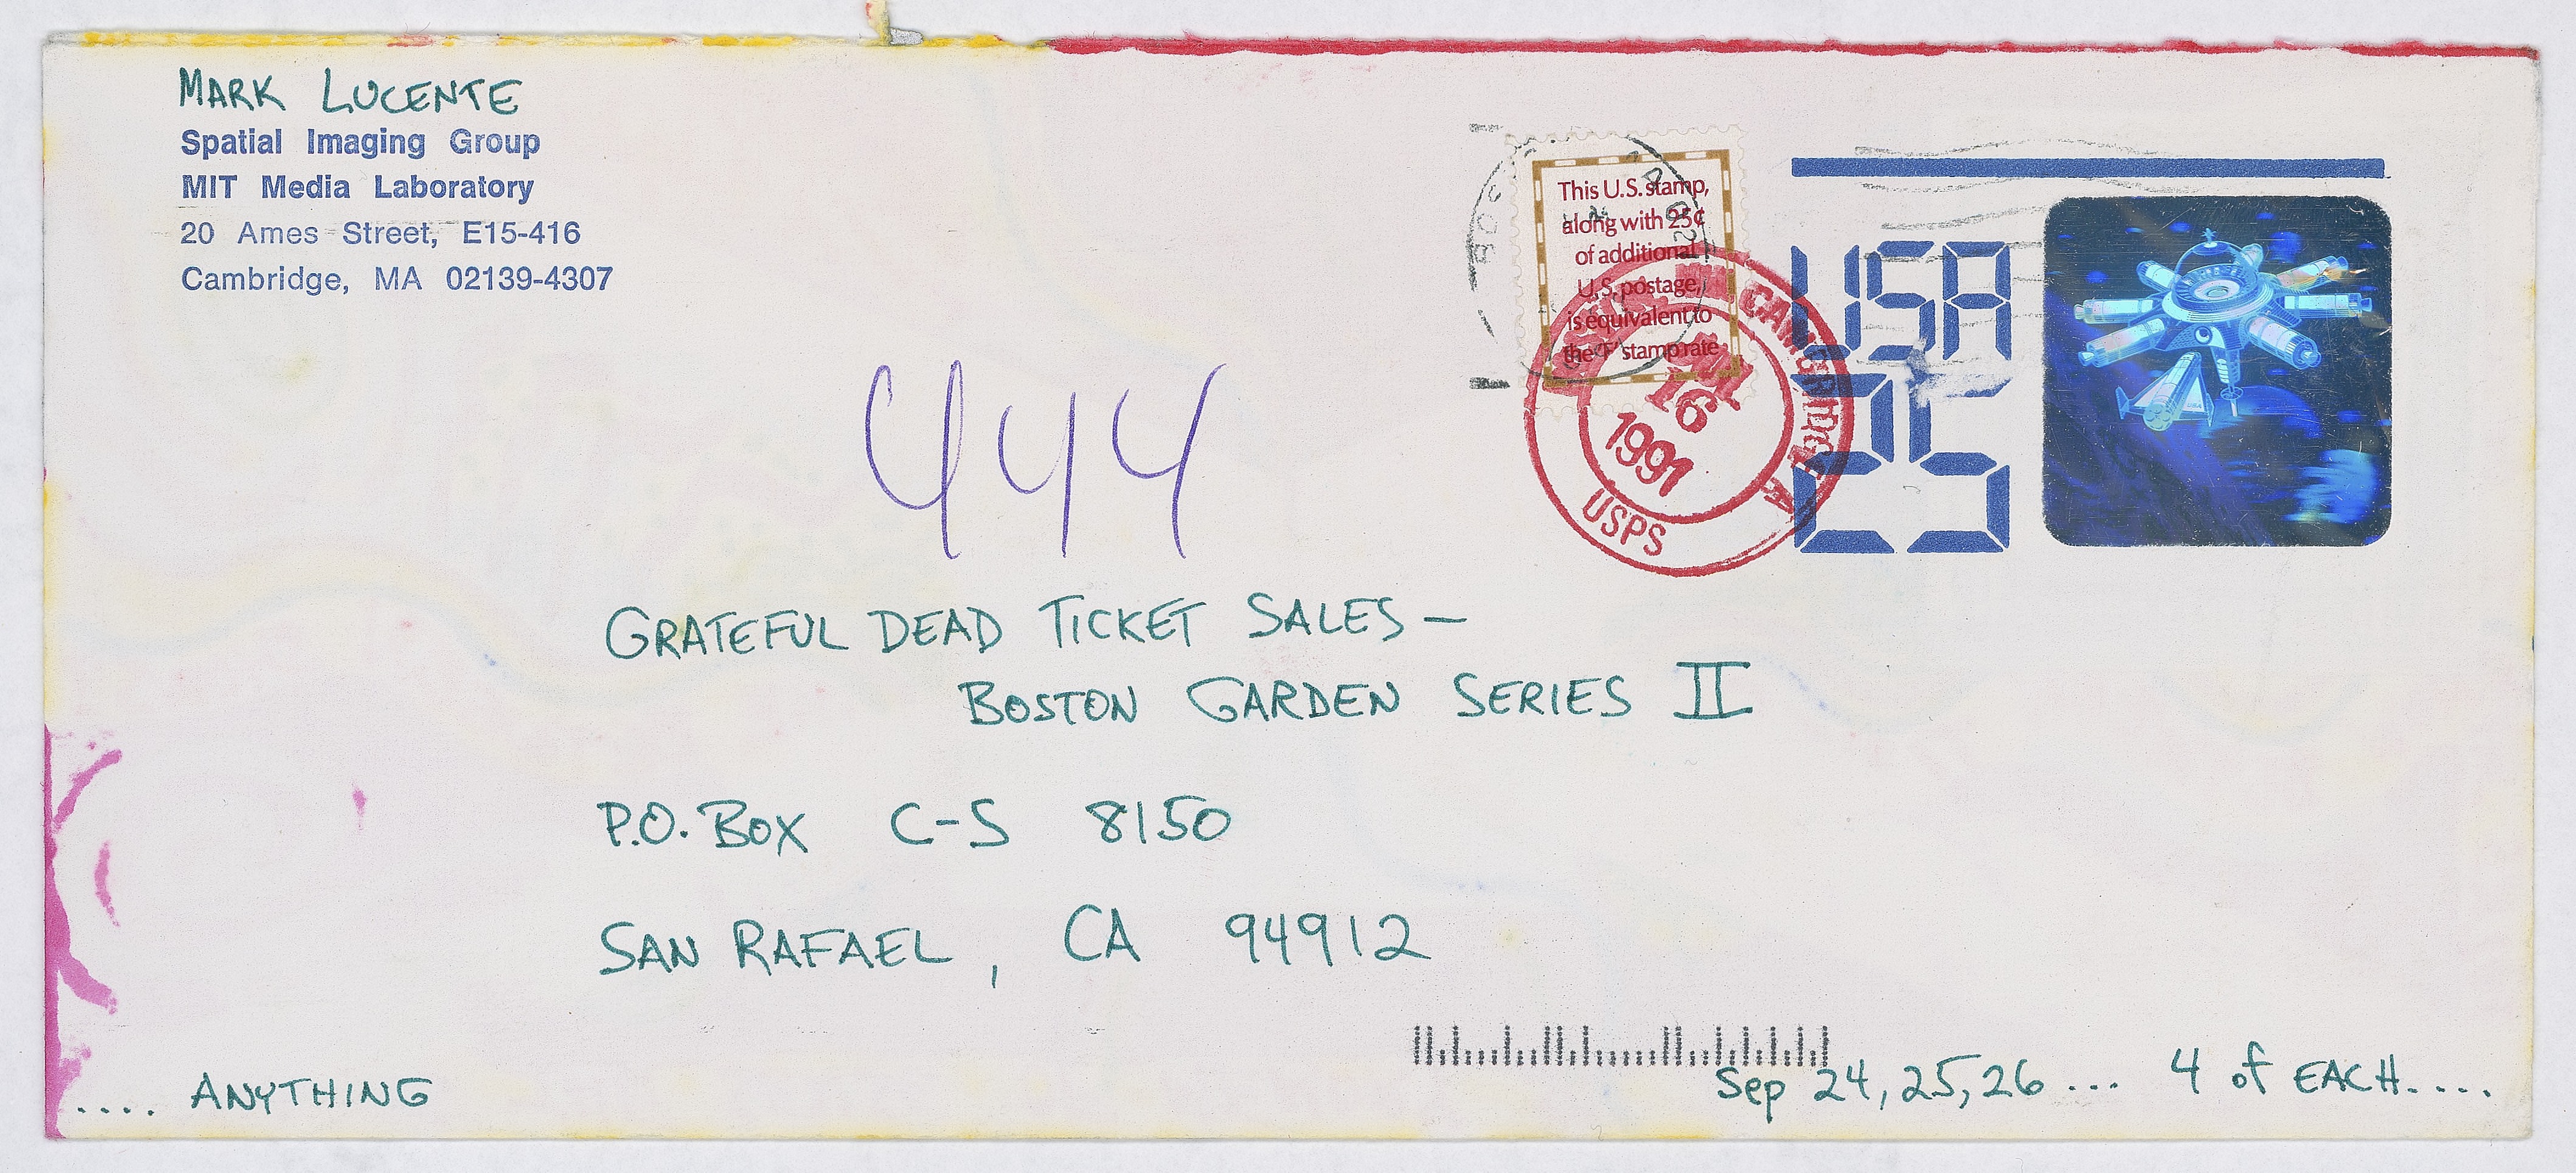 MARK LUCENTE
Spatial Imaging Group
MIT Media Laboratory
20 Ames Street, E15-416
Cambridge, MA 02139-4307
This U.S. stamp,
along with 25¢
of additional
U.S. postage,
is equivalent to
the 'F' stamp rate
USA
25
CAMBRIDGE
16
1991
USPS
444
GRATEFUL DEAD TICKET SALES —
BOSTON GARDEN SERIES II
P.O. BOX C-S 8150
SAN RAFAEL, CA 94912
.... ANYTHING
Sep 24, 25, 26 ... 4 of EACH....